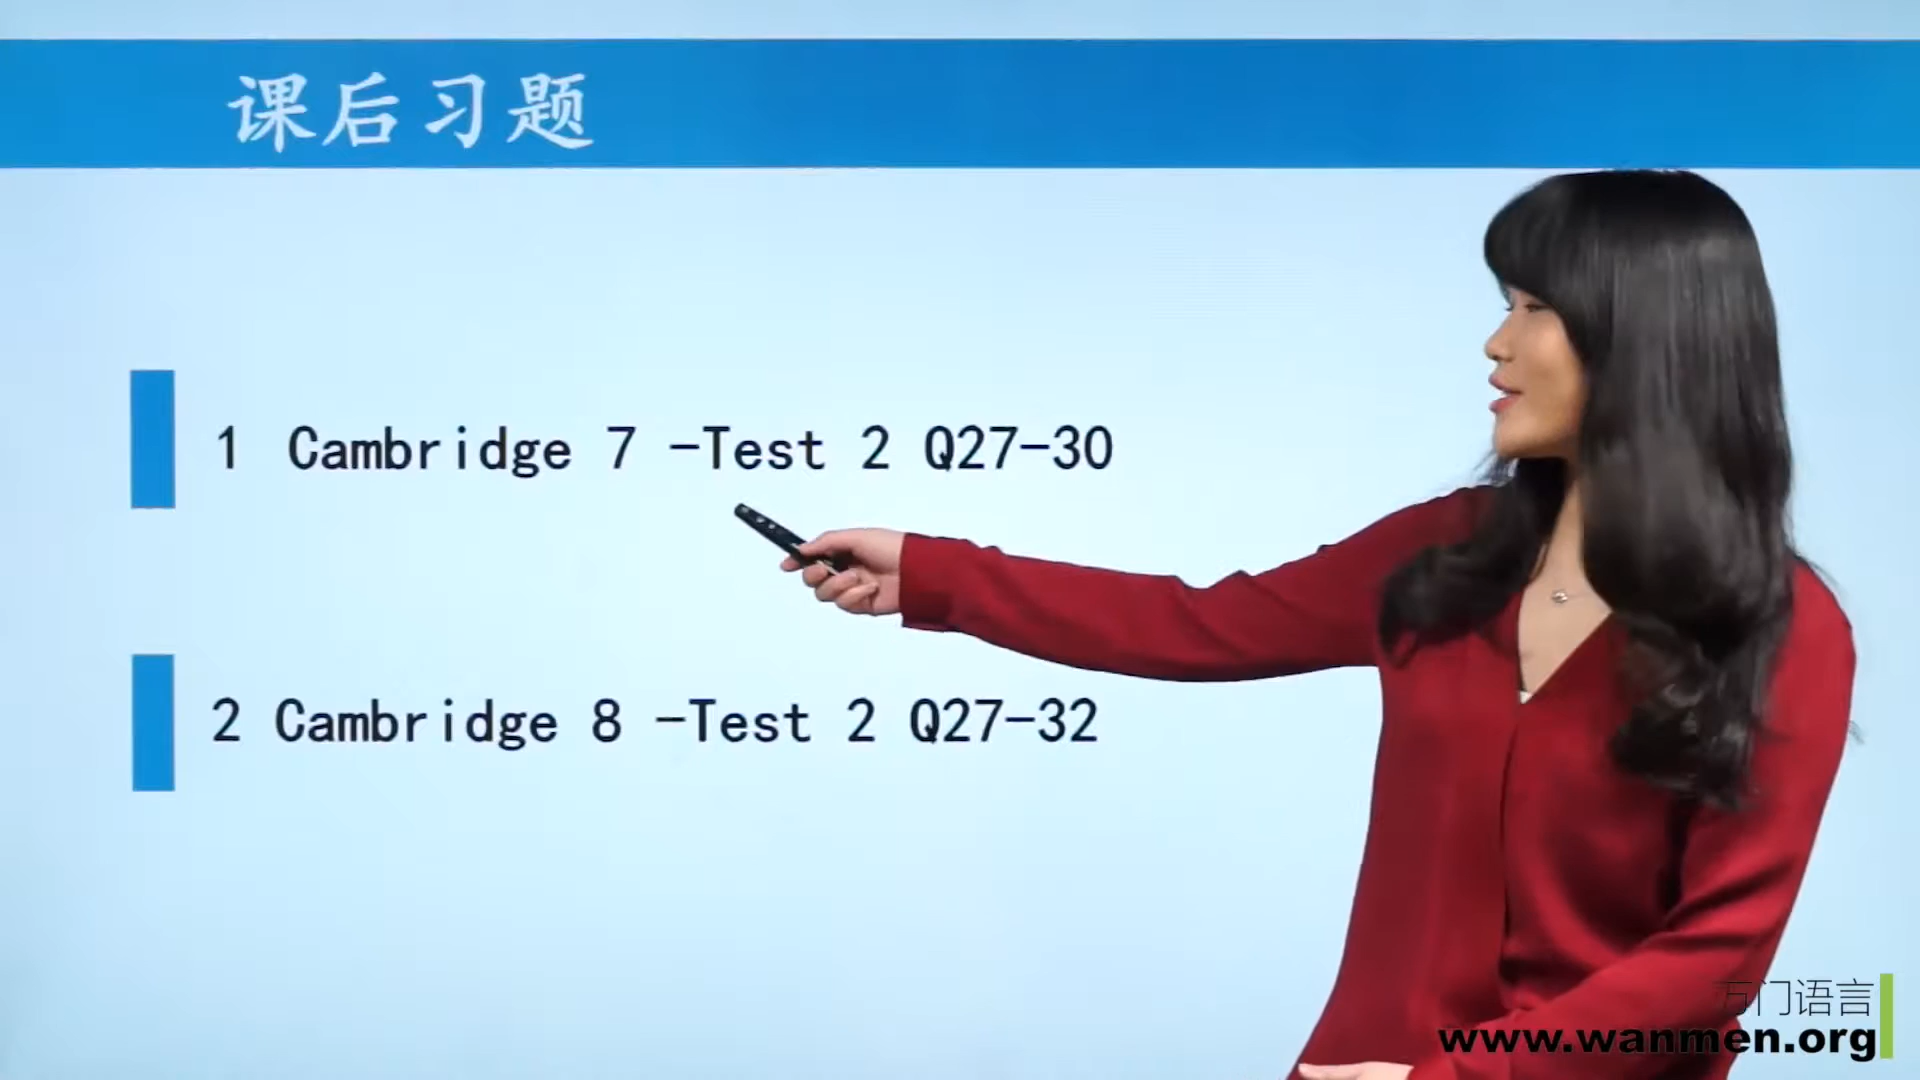 课后习题
1 Cambridge 7 -Test 2 Q27-30
2 Cambridge 8 -Test 2 Q27-32
万门语言
www.wanmen.org